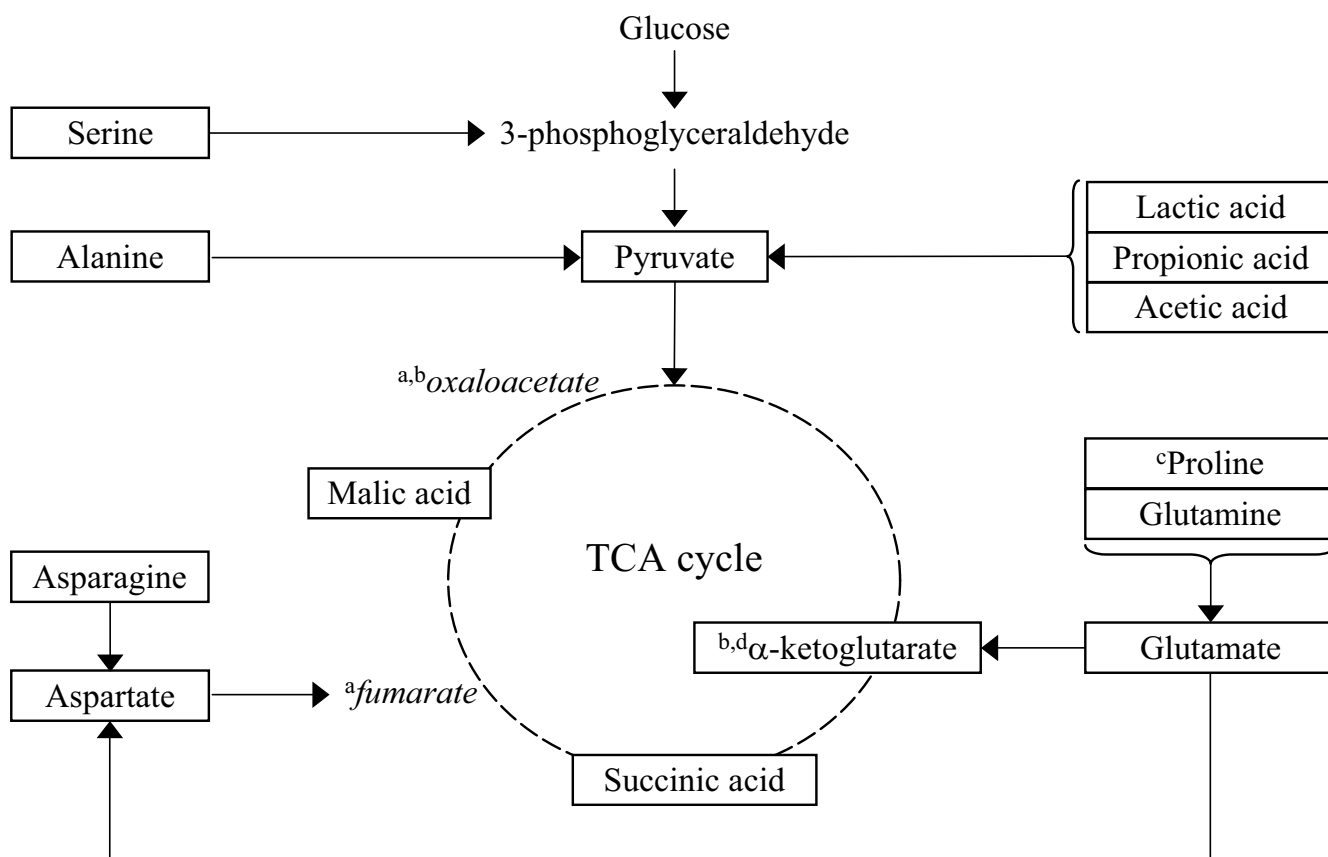 Glucose
Serine
3-phosphoglyceraldehyde
Lactic acid
Alanine
Pyruvate
Propionic acid
Acetic acid
a,boxaloacetate
cProline
Malic acid
Glutamine
TCA cycle
Asparagine
b,dα-ketoglutarate
Glutamate
Aspartate
afumarate
Succinic acid